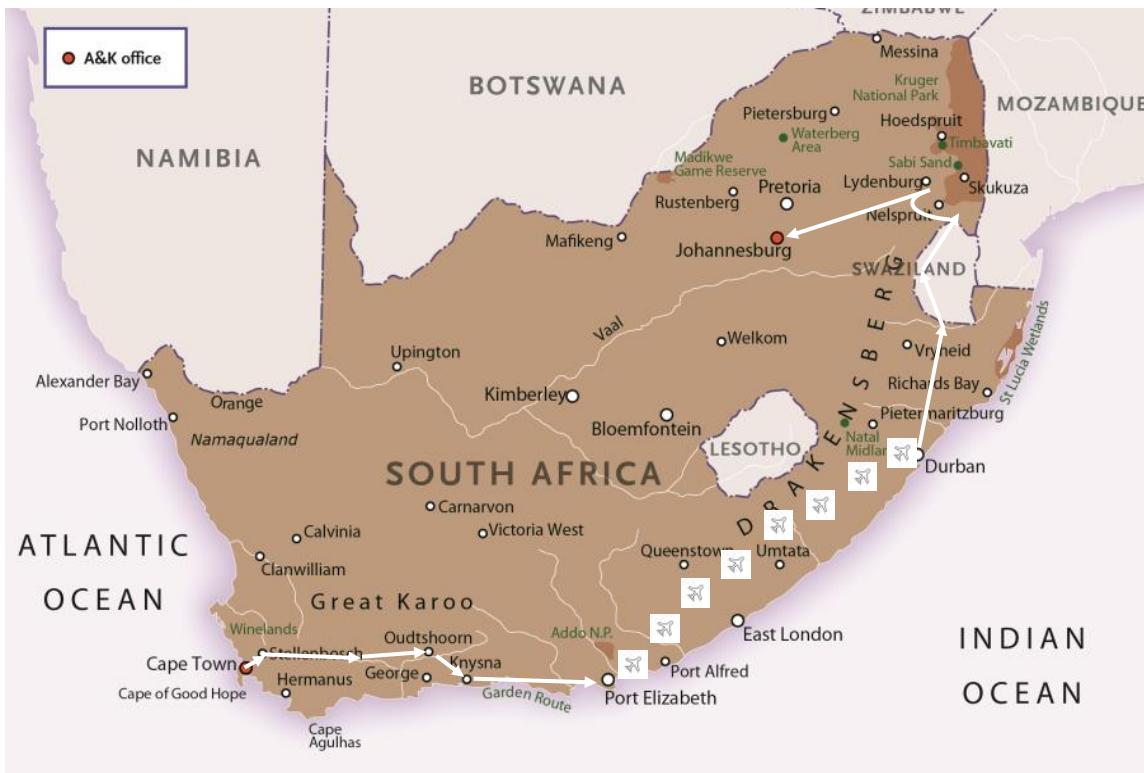 ZIMBABWE
A&K office
Messina
BOTSWANA
Kruger
National Park
MOZAMBIQUE
Pietersburg
Hoedspruit
Waterberg
Area
Timbavati
NAMIBIA
Madikwe
Game Reserve
Sabi Sand
Lydenburg
Pretoria
Skukuza
Rustenberg
Nelspruit
Mafikeng
Johannesburg
SWAZILAND
DRAKENSBERG
Vaal
Welkom
Vryheid
St Lucia Wetlands
Upington
Alexander Bay
Richards Bay
Orange
Kimberley
Port Nolloth
Pietermaritzburg
Namaqualand
Bloemfontein
Natal
LESOTHO
Durban
SOUTH AFRICA
Carnarvon
Calvinia
Victoria West
ATLANTIC
OCEAN
Queenstown
Umtata
Clanwilliam
Great Karoo
Winelands
Oudtshoorn
Addo N.P.
East London
INDIAN
OCEAN
Stellenbosch
Cape Town
Knysna
George
Port Alfred
Hermanus
Cape of Good Hope
Garden Route
Port Elizabeth
Cape
Agulhas